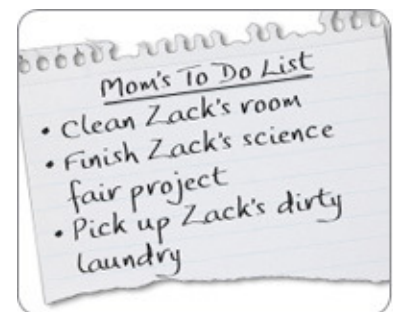 Mom's To Do List
• Clean Zack's room
• Finish Zack's science
fair project
• Pick up Zack's dirty
laundry